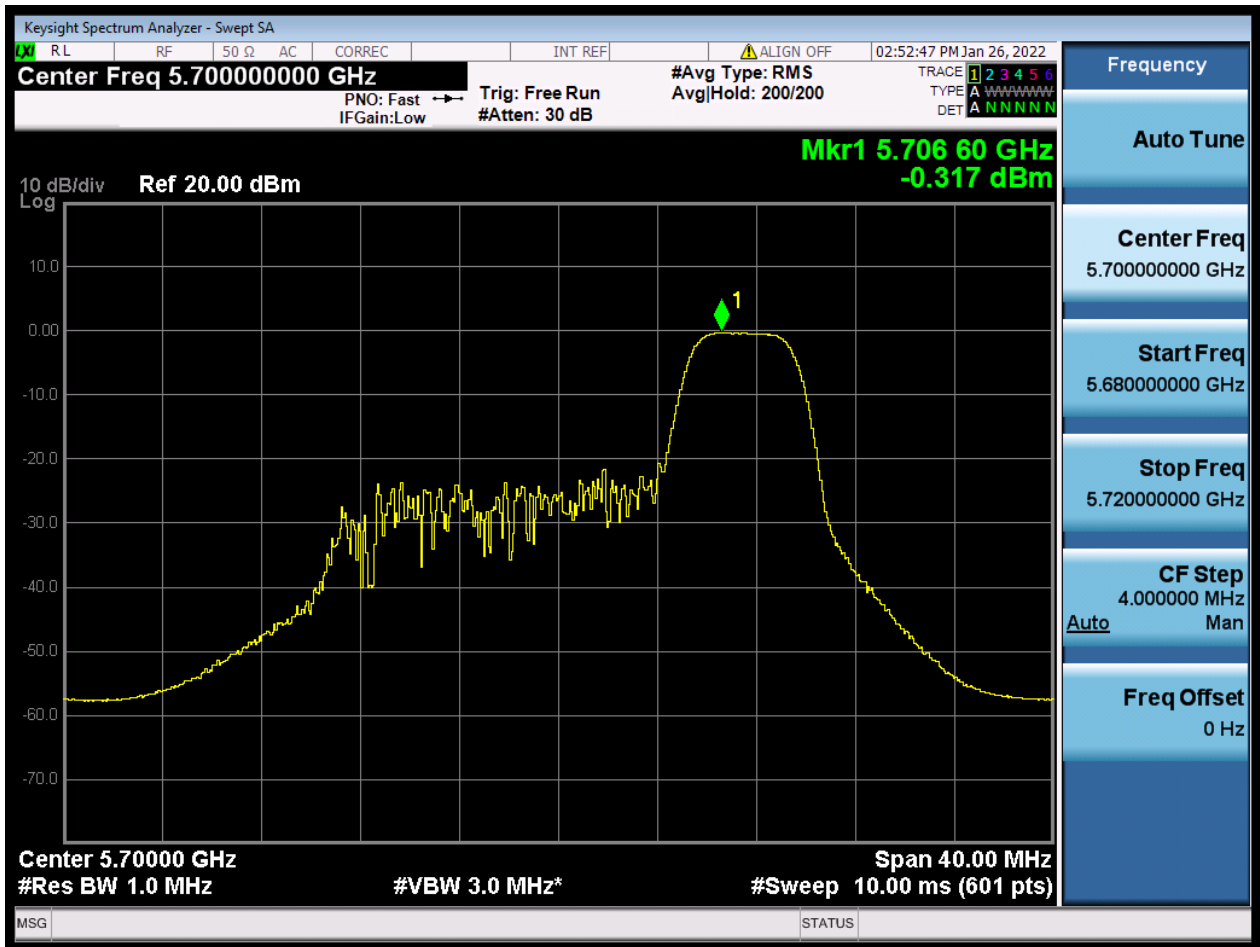 Keysight Spectrum Analyzer - Swept SA
LXI RL RF 50 Ω AC CORREC INT REF ALIGN OFF 02:52:47 PM Jan 26, 2022
Center Freq 5.700000000 GHz
PNO: Fast
IFGain:Low
Trig: Free Run
#Atten: 30 dB
#Avg Type: RMS
Avg|Hold: 200/200
TRACE 1 2 3 4 5 6
TYPE A WWWWW
DET A N N N N N
Mkr1 5.706 60 GHz
-0.317 dBm
10 dB/div Ref 20.00 dBm
Log
1
10.0
0.00
-10.0
-20.0
-30.0
-40.0
-50.0
-60.0
-70.0
Center 5.70000 GHz Span 40.00 MHz
#Res BW 1.0 MHz #VBW 3.0 MHz* #Sweep 10.00 ms (601 pts)
MSG STATUS
Frequency
Auto Tune
Center Freq
5.700000000 GHz
Start Freq
5.680000000 GHz
Stop Freq
5.720000000 GHz
CF Step
4.000000 MHz
Auto Man
Freq Offset
0 Hz